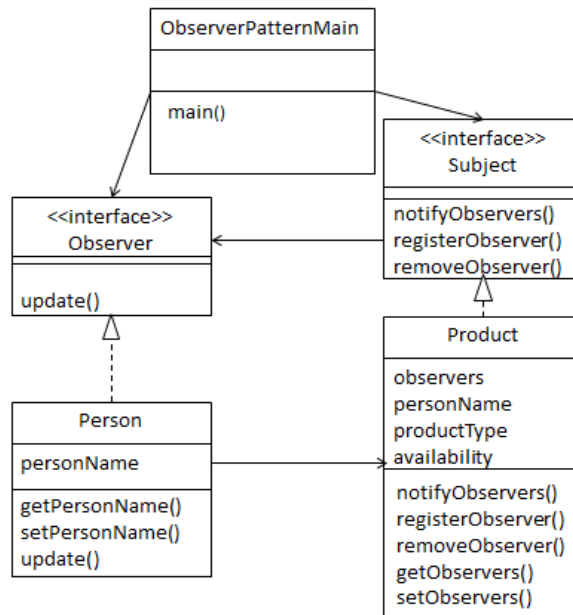 ObserverPatternMain
main()
<<interface>>
Subject
notifyObservers()
registerObserver()
removeObserver()
<<interface>>
Observer
update()
Product
observers
personName
productType
availability
notifyObservers()
registerObserver()
removeObserver()
getObservers()
setObservers()
Person
personName
getPersonName()
setPersonName()
update()